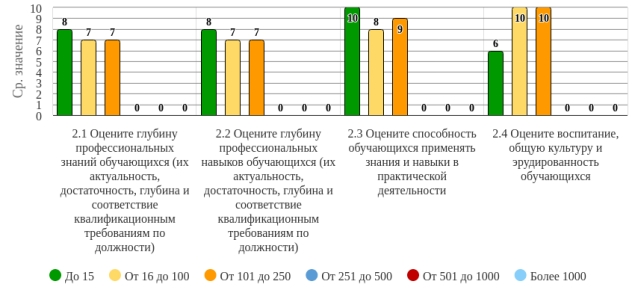 Ср. значение
10
9
8
7
6
5
4
3
2
1
0
8 7 7 0 0 0
8 7 7 0 0 0
10 8 9 0 0 0
6 10 10 0 0 0
2.1 Оцените глубину
профессиональных
знаний обучающихся (их
актуальность,
достаточность, глубина и
соответствие
квалификационным
требованиям по
должности)
2.2 Оцените глубину
профессиональных
навыков обучающихся (их
актуальность,
достаточность, глубина и
соответствие
квалификационным
требованиям по
должности)
2.3 Оцените способность
обучающихся применять
знания и навыки в
практической
деятельности
2.4 Оцените воспитание,
общую культуру и
эрудированность
обучающихся
До 15 От 16 до 100 От 101 до 250 От 251 до 500 От 501 до 1000 Более 1000